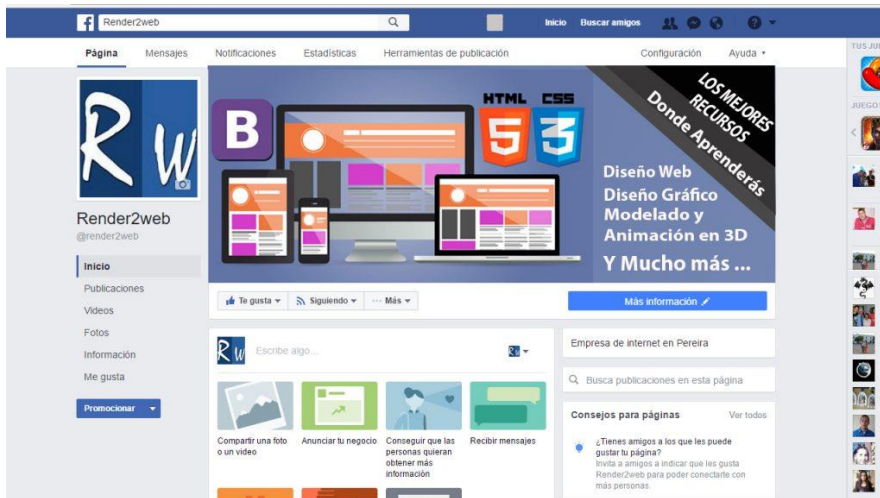 Render2web
Inicio
Buscar amigos
Página
Mensajes
Notificaciones
Estadísticas
Herramientas de publicación
Configuración
Ayuda
TUS JU
JUEGOS
Rw
Render2web
@render2web
Inicio
Publicaciones
Videos
Fotos
Información
Me gusta
Promocionar
B
HTML
5
CSS
3
LOS MEJORES
RECURSOS
Donde Aprenderás
Diseño Web
Diseño Gráfico
Modelado y
Animación en 3D
Y Mucho más ...
Te gusta
Siguiendo
Más
Más información
Rw
Escribe algo...
Compartir una foto
o un video
Anunciar tu negocio
Conseguir que las
personas quieran
obtener más
información
Recibir mensajes
Empresa de internet en Pereira
Busca publicaciones en esta página
Consejos para páginas
Ver todos
¿Tienes amigos a los que les puede
gustar tu página?
Invita a amigos a indicar que les gusta
Render2web para poder conectarte con
más personas.